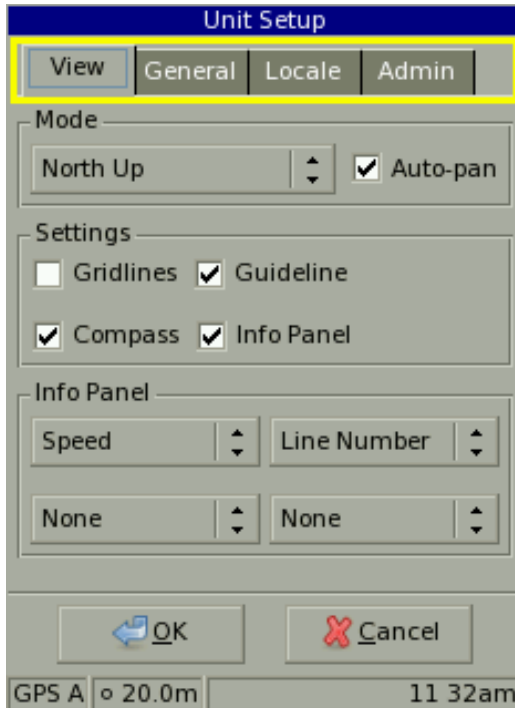 Unit Setup
View General Locale Admin
Mode
North Up Auto-pan
Settings
Gridlines Guideline
Compass Info Panel
Info Panel
Speed Line Number
None None
OK Cancel
GPS A 20.0m 11 32am